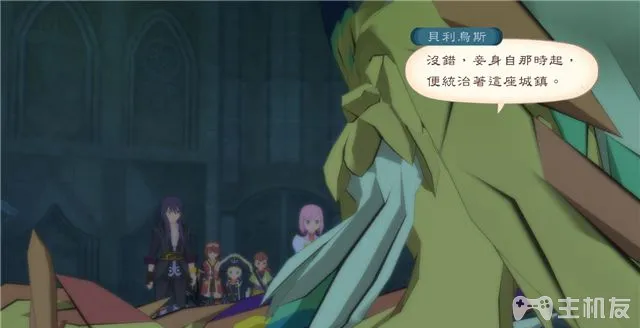 貝利烏斯
沒錯，妾身自那時起，
便統治著這座城鎮。
主机友